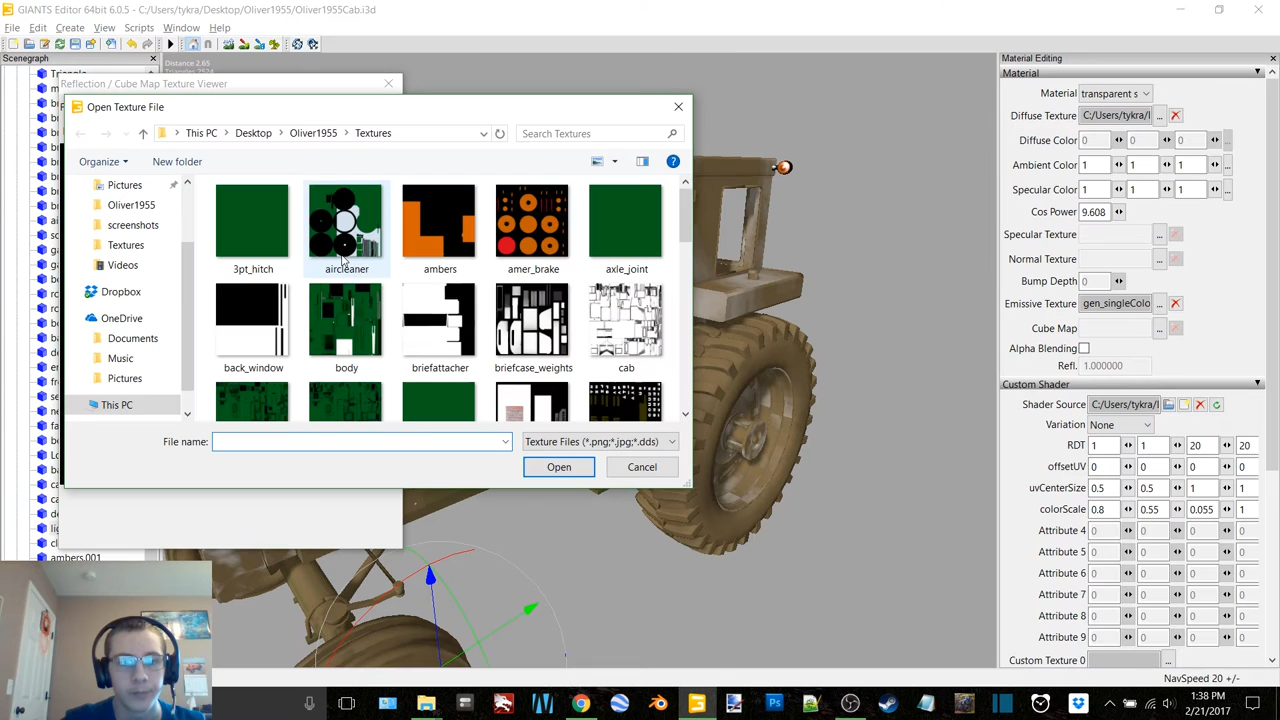 GIANTS Editor 64bit 6.0.5 - C:/Users/tykra/Desktop/Oliver1955/Oliver1955Cab.i3d
File Edit Create View Scripts Window Help
Scenegraph
Distance 2.65
Reflection / Cube Map Texture Viewer
Open Texture File
This PC > Desktop > Oliver1955 > Textures
Search Textures
Organize
New folder
Pictures
Oliver1955
screenshots
Textures
Videos
Dropbox
OneDrive
Documents
Music
Pictures
This PC
3pt_hitch
aircleaner
ambers
amer_brake
axle_joint
back_window
body
briefattacher
briefcase_weights
cab
File name:
Texture Files (*.png;*.jpg;*.dds)
Open
Cancel
ambers.001
Material Editing
Material
Material transparent s
Diffuse Texture C:/Users/tykra/I ...
Diffuse Color 0 0 0 ...
Ambient Color 1 1 1
Specular Color 1 1 1
Cos Power 9.608
Specular Texture ...
Normal Texture ...
Bump Depth 0
Emissive Texture gen_singleColo ...
Cube Map ...
Alpha Blending
Refl. 1.000000
Custom Shader
Shader Source C:/Users/tykra/I
Variation None
RDT 1 1 20 20
offsetUV 0 0 0 0
uvCenterSize 0.5 0.5 1 1
colorScale 0.8 0.55 0.055 1
Attribute 4 0 0 0 0
Attribute 5 0 0 0 0
Attribute 6 0 0 0 0
Attribute 7 0 0 0 0
Attribute 8 0 0 0 0
Attribute 9 0 0 0 0
Custom Texture 0 ...
NavSpeed 20 +/-
1:38 PM
2/21/2017